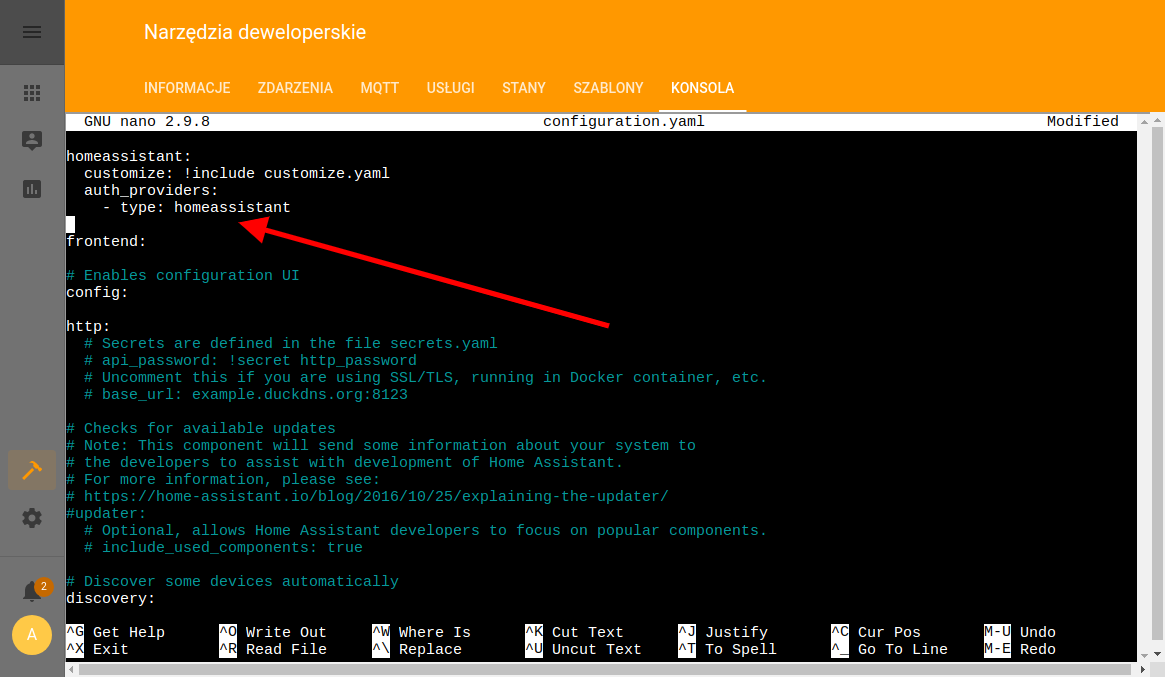 Narzędzia deweloperskie
INFORMACJE ZDARZENIA MQTT USŁUGI STANY SZABLONY KONSOLA
GNU nano 2.9.8 configuration.yaml Modified
homeassistant:
  customize: !include customize.yaml
  auth_providers:
    - type: homeassistant
frontend:
# Enables configuration UI
config:
http:
  # Secrets are defined in the file secrets.yaml
  # api_password: !secret http_password
  # Uncomment this if you are using SSL/TLS, running in Docker container, etc.
  # base_url: example.duckdns.org:8123
# Checks for available updates
# Note: This component will send some information about your system to
# the developers to assist with development of Home Assistant.
# For more information, please see:
# https://home-assistant.io/blog/2016/10/25/explaining-the-updater/
#updater:
  # Optional, allows Home Assistant developers to focus on popular components.
  # include_used_components: true
# Discover some devices automatically
discovery:
^G Get Help ^O Write Out ^W Where Is ^K Cut Text ^J Justify ^C Cur Pos M-U Undo
^X Exit ^R Read File ^\ Replace ^U Uncut Text ^T To Spell ^_ Go To Line M-E Redo
2
A